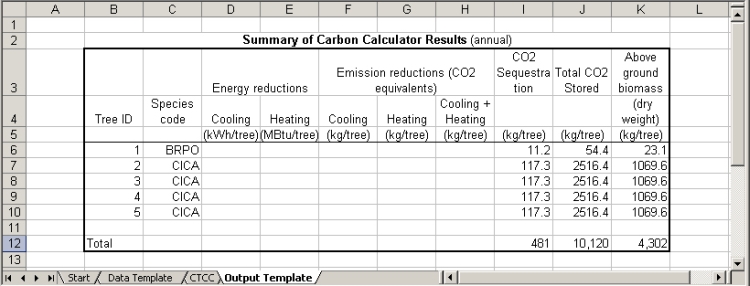 A B C D E F G H I J K L
1
2 Summary of Carbon Calculator Results (annual)
3 Energy reductions Emission reductions (CO2 equivalents) CO2 Sequestra tion Total CO2 Stored Above ground biomass
4 Tree ID Species code Cooling Heating Cooling Heating Cooling + Heating (dry weight)
5 (kWh/tree) (MBtu/tree) (kg/tree) (kg/tree) (kg/tree) (kg/tree) (kg/tree) (kg/tree)
6 1 BRPO 11.2 54.4 23.1
7 2 CICA 117.3 2516.4 1069.6
8 3 CICA 117.3 2516.4 1069.6
9 4 CICA 117.3 2516.4 1069.6
10 5 CICA 117.3 2516.4 1069.6
11
12 Total 481 10,120 4,302
13
Start Data Template CTCC Output Template